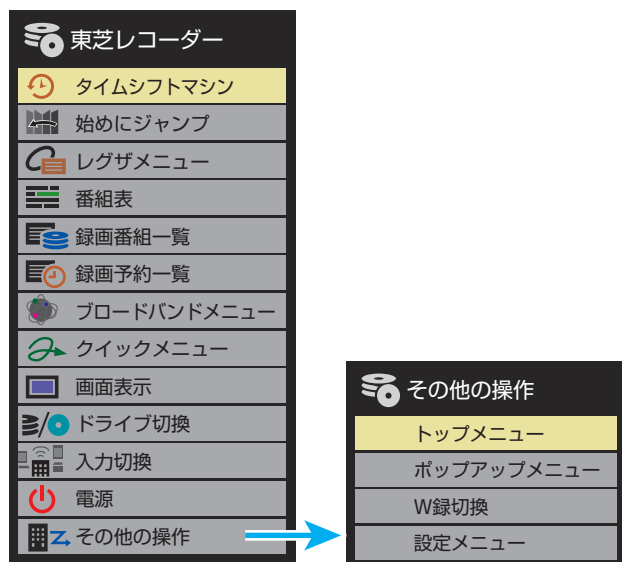 東芝レコーダー
タイムシフトマシン
始めにジャンプ
レグザメニュー
番組表
録画番組一覧
録画予約一覧
ブロードバンドメニュー
クイックメニュー
画面表示
ドライブ切換
入力切換
電源
その他の操作
その他の操作
トップメニュー
ポップアップメニュー
W録切換
設定メニュー